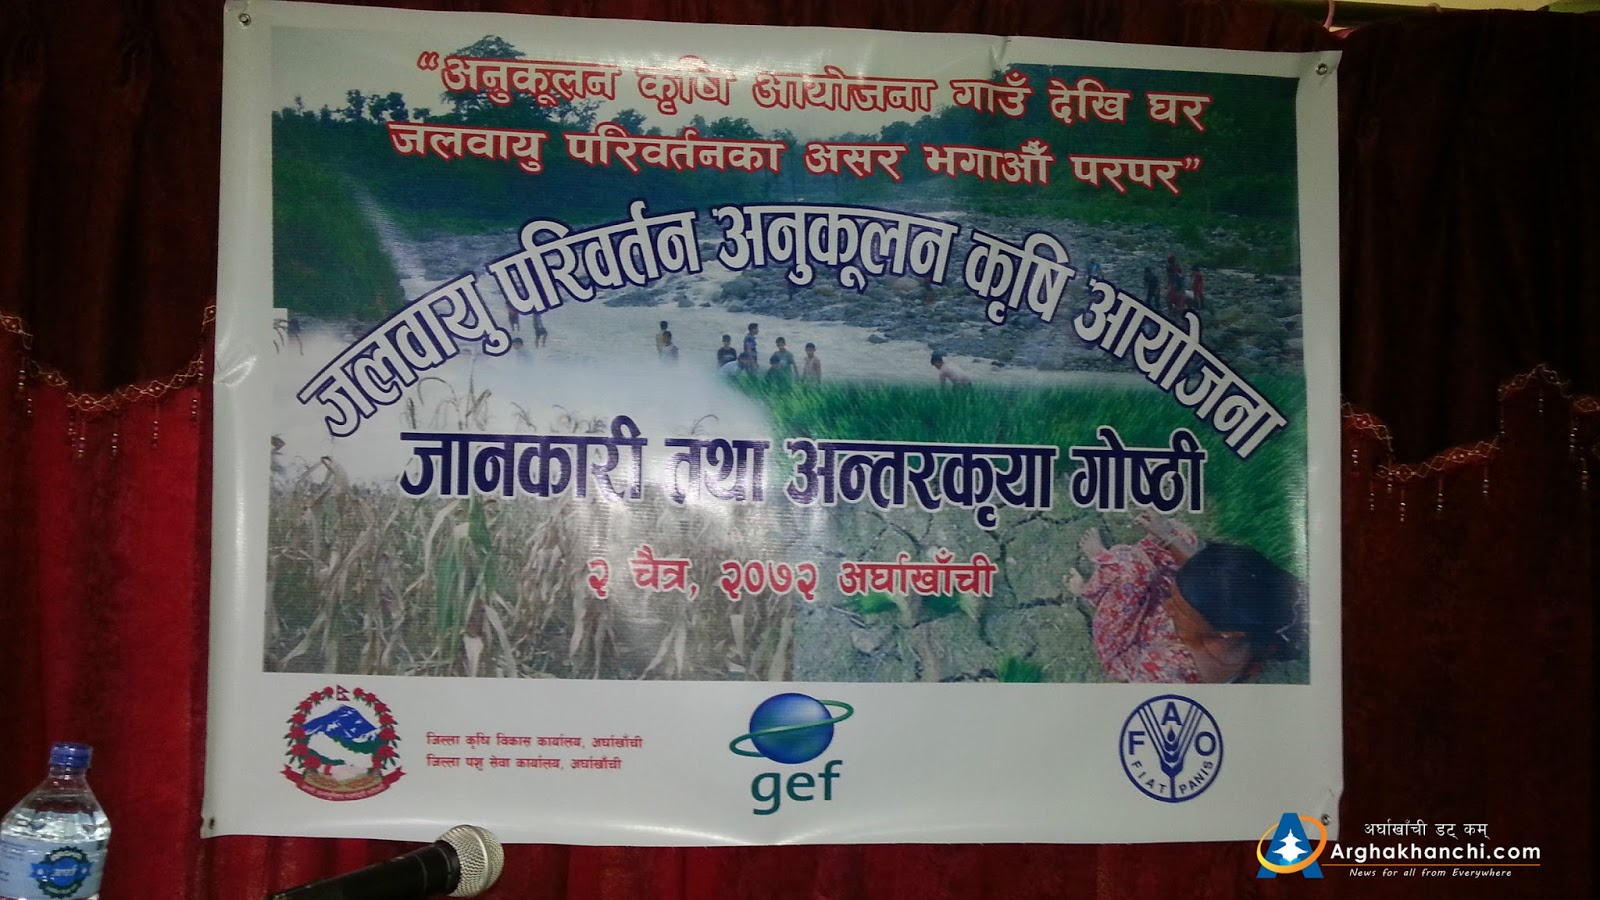 “अनुकूलन कृषि आयोजना गाउँ देखि घर
जलवायु परिवर्तनका असर भगाऔँ परपर”
जलवायु परिवर्तन अनुकूलन कृषि आयोजना
जानकारी तथा अन्तरकृया गोष्ठी
२ चैत्र, २०७२ अर्घाखाँची
जिल्ला कृषि विकास कार्यालय, अर्घाखाँची
जिल्ला पशु सेवा कार्यालय, अर्घाखाँची
gef
FAO
FIAT PANIS
अर्घाखाँची डट् कम्
Arghakhanchi.com
News for all from Everywhere